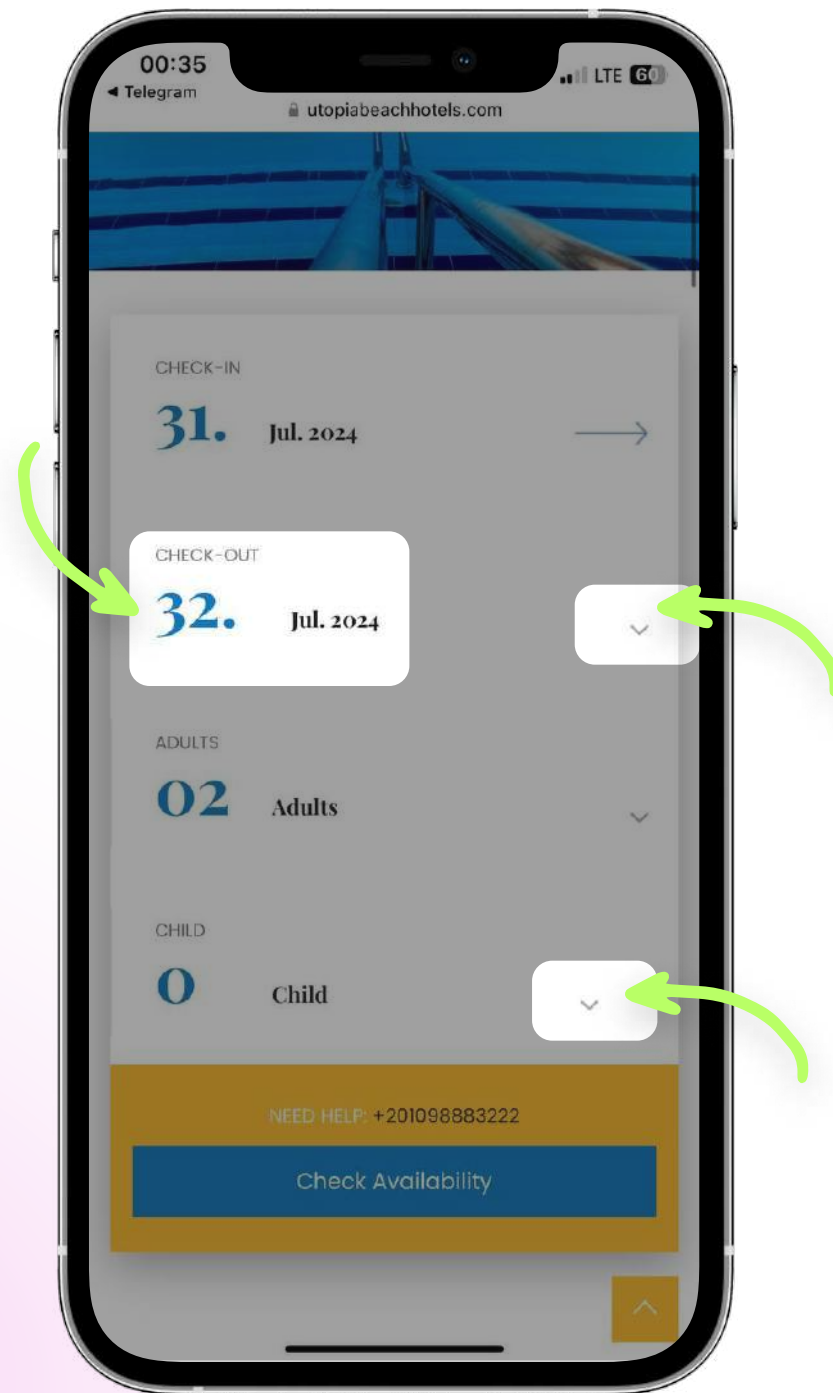 00:35
LTE 60
◀ Telegram
utopiabeachhotels.com
CHECK-IN
31. Jul. 2024
CHECK-OUT
32. Jul. 2024
ADULTS
02 Adults
CHILD
0 Child
NEED HELP: +201098883222
Check Availability